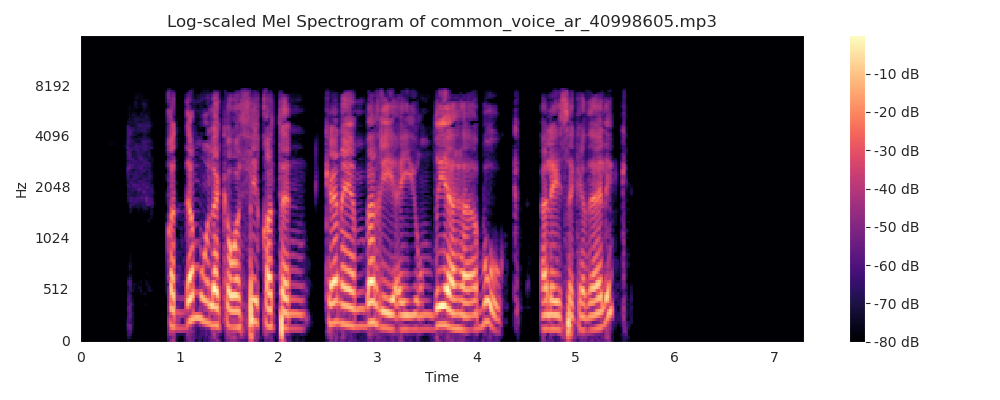 Log-scaled Mel Spectrogram of common_voice_ar_40998605.mp3
8192
4096
2048
1024
512
0
Hz
0 1 2 3 4 5 6 7
Time
-10 dB
-20 dB
-30 dB
-40 dB
-50 dB
-60 dB
-70 dB
-80 dB